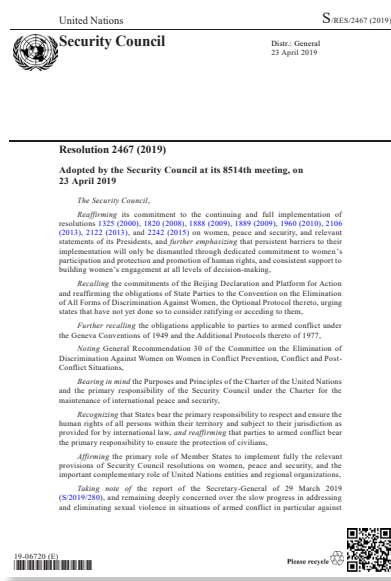 United Nations S/RES/2467 (2019)
Security Council
Distr.: General
23 April 2019
Resolution 2467 (2019)
Adopted by the Security Council at its 8514th meeting, on
23 April 2019
The Security Council,
Reaffirming its commitment to the continuing and full implementation of
resolutions 1325 (2000), 1820 (2008), 1888 (2009), 1889 (2009), 1960 (2010), 2106
(2013), 2122 (2013), and 2242 (2015) on women, peace and security, and relevant
statements of its Presidents, and further emphasizing that persistent barriers to their
implementation will only be dismantled through dedicated commitment to women's
participation and protection and promotion of human rights, and consistent support to
building women's engagement at all levels of decision-making,
Recalling the commitments of the Beijing Declaration and Platform for Action
and reaffirming the obligations of State Parties to the Convention on the Elimination
of All Forms of Discrimination Against Women, the Optional Protocol thereto, urging
states that have not yet done so to consider ratifying or acceding to them,
Further recalling the obligations applicable to parties to armed conflict under
the Geneva Conventions of 1949 and the Additional Protocols thereto of 1977,
Noting General Recommendation 30 of the Committee on the Elimination of
Discrimination Against Women on Women in Conflict Prevention, Conflict and Post-
Conflict Situations,
Bearing in mind the Purposes and Principles of the Charter of the United Nations
and the primary responsibility of the Security Council under the Charter for the
maintenance of international peace and security,
Recognizing that States bear the primary responsibility to respect and ensure the
human rights of all persons within their territory and subject to their jurisdiction as
provided for by international law, and reaffirming that parties to armed conflict bear
the primary responsibility to ensure the protection of civilians,
Affirming the primary role of Member States to implement fully the relevant
provisions of Security Council resolutions on women, peace and security, and the
important complementary role of United Nations entities and regional organizations,
Taking note of the report of the Secretary-General of 29 March 2019
(S/2019/280), and remaining deeply concerned over the slow progress in addressing
and eliminating sexual violence in situations of armed conflict in particular against
19-06720 (E)
Please recycle